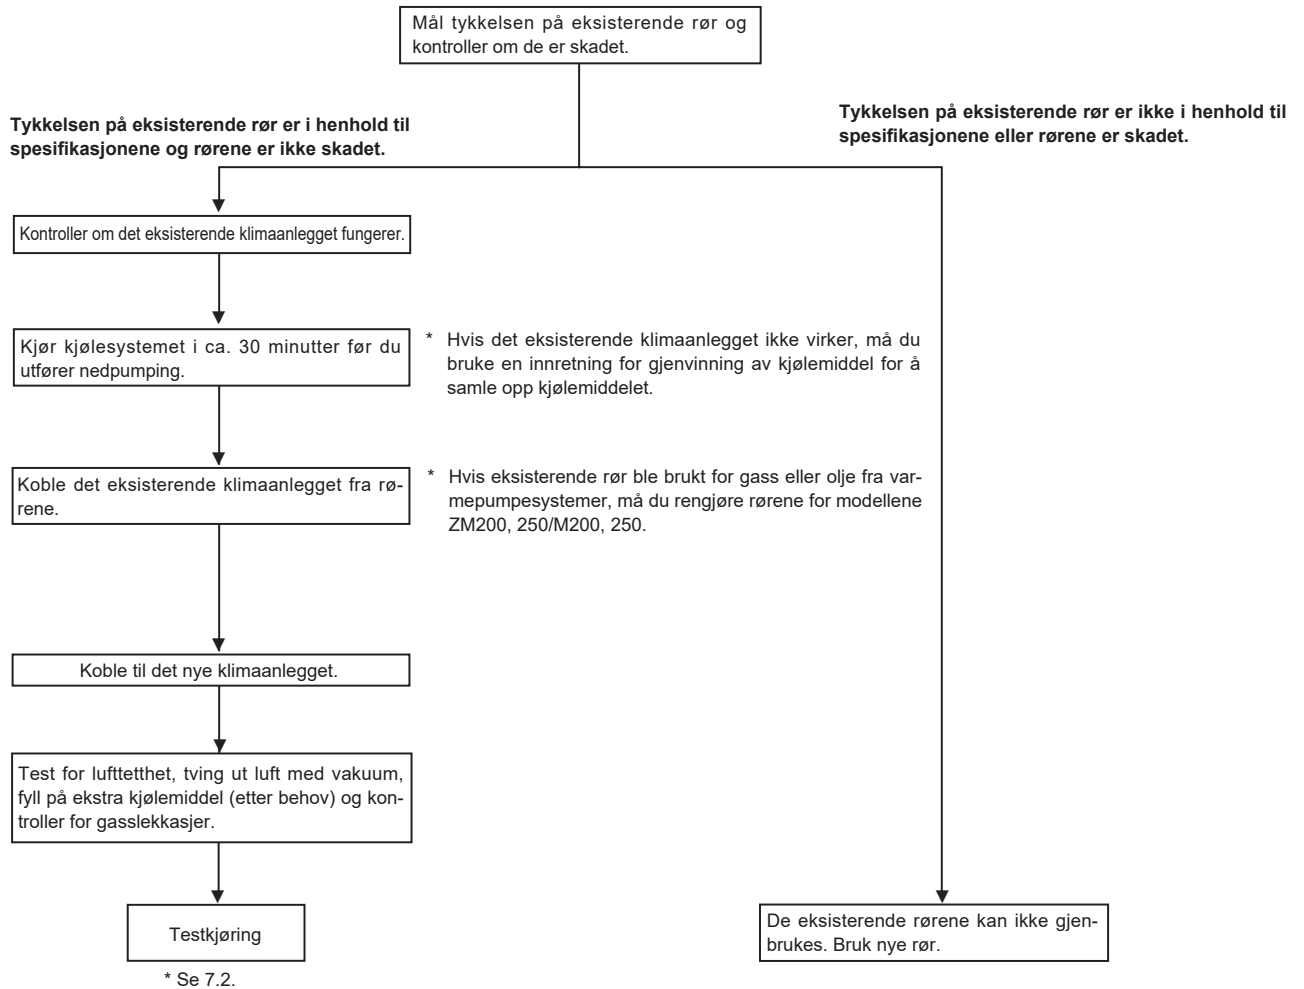 Mål tykkelsen på eksisterende rør og
kontroller om de er skadet.
Tykkelsen på eksisterende rør er i henhold til
spesifikasjonene og rørene er ikke skadet.
Tykkelsen på eksisterende rør er ikke i henhold til
spesifikasjonene eller rørene er skadet.
Kontroller om det eksisterende klimaanlegget fungerer.
Kjør kjølesystemet i ca. 30 minutter før du
utfører nedpumping.
* Hvis det eksisterende klimaanlegget ikke virker, må du
bruke en innretning for gjenvinning av kjølemiddel for å
samle opp kjølemiddelet.
Koble det eksisterende klimaanlegget fra rø-
rene.
* Hvis eksisterende rør ble brukt for gass eller olje fra var-
mepumpesystemer, må du rengjøre rørene for modellene
ZM200, 250/M200, 250.
Koble til det nye klimaanlegget.
Test for lufttetthet, tving ut luft med vakuum,
fyll på ekstra kjølemiddel (etter behov) og kon-
troller for gasslekkasjer.
Testkjøring
* Se 7.2.
De eksisterende rørene kan ikke gjen-
brukes. Bruk nye rør.